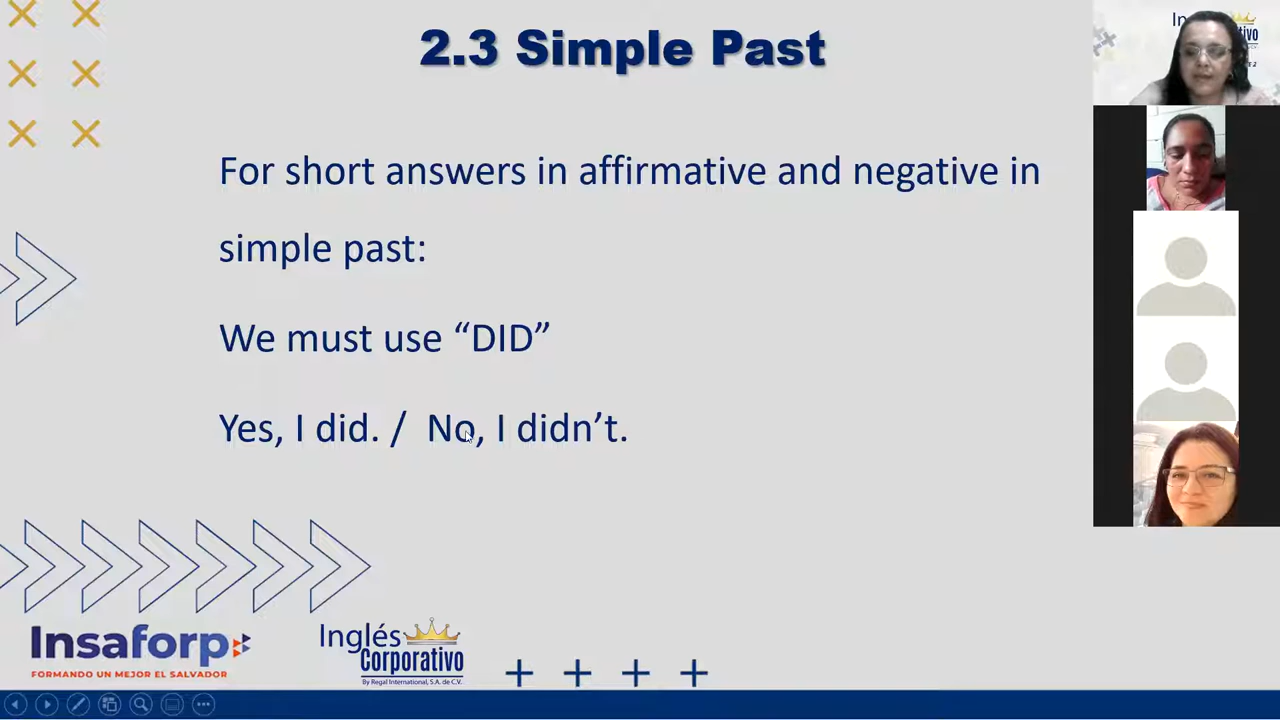 2.3 Simple Past
For short answers in affirmative and negative in
simple past:
We must use “DID”
Yes, I did. / No, I didn’t.
Insaforp
FORMANDO UN MEJOR EL SALVADOR
Inglés
Corporativo
By Regal International, S.A. de C.V.